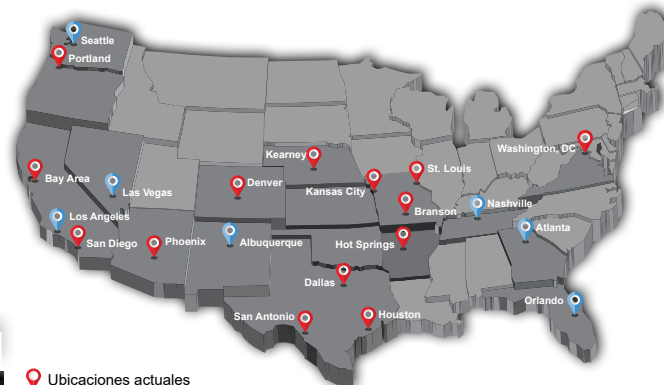 Seattle
Portland
Washington, DC
Kearney
St. Louis
Bay Area
Denver
Kansas City
Las Vegas
Branson
Nashville
Los Angeles
San Diego
Phoenix
Albuquerque
Hot Springs
Atlanta
Dallas
Orlando
San Antonio
Houston
Ubicaciones actuales